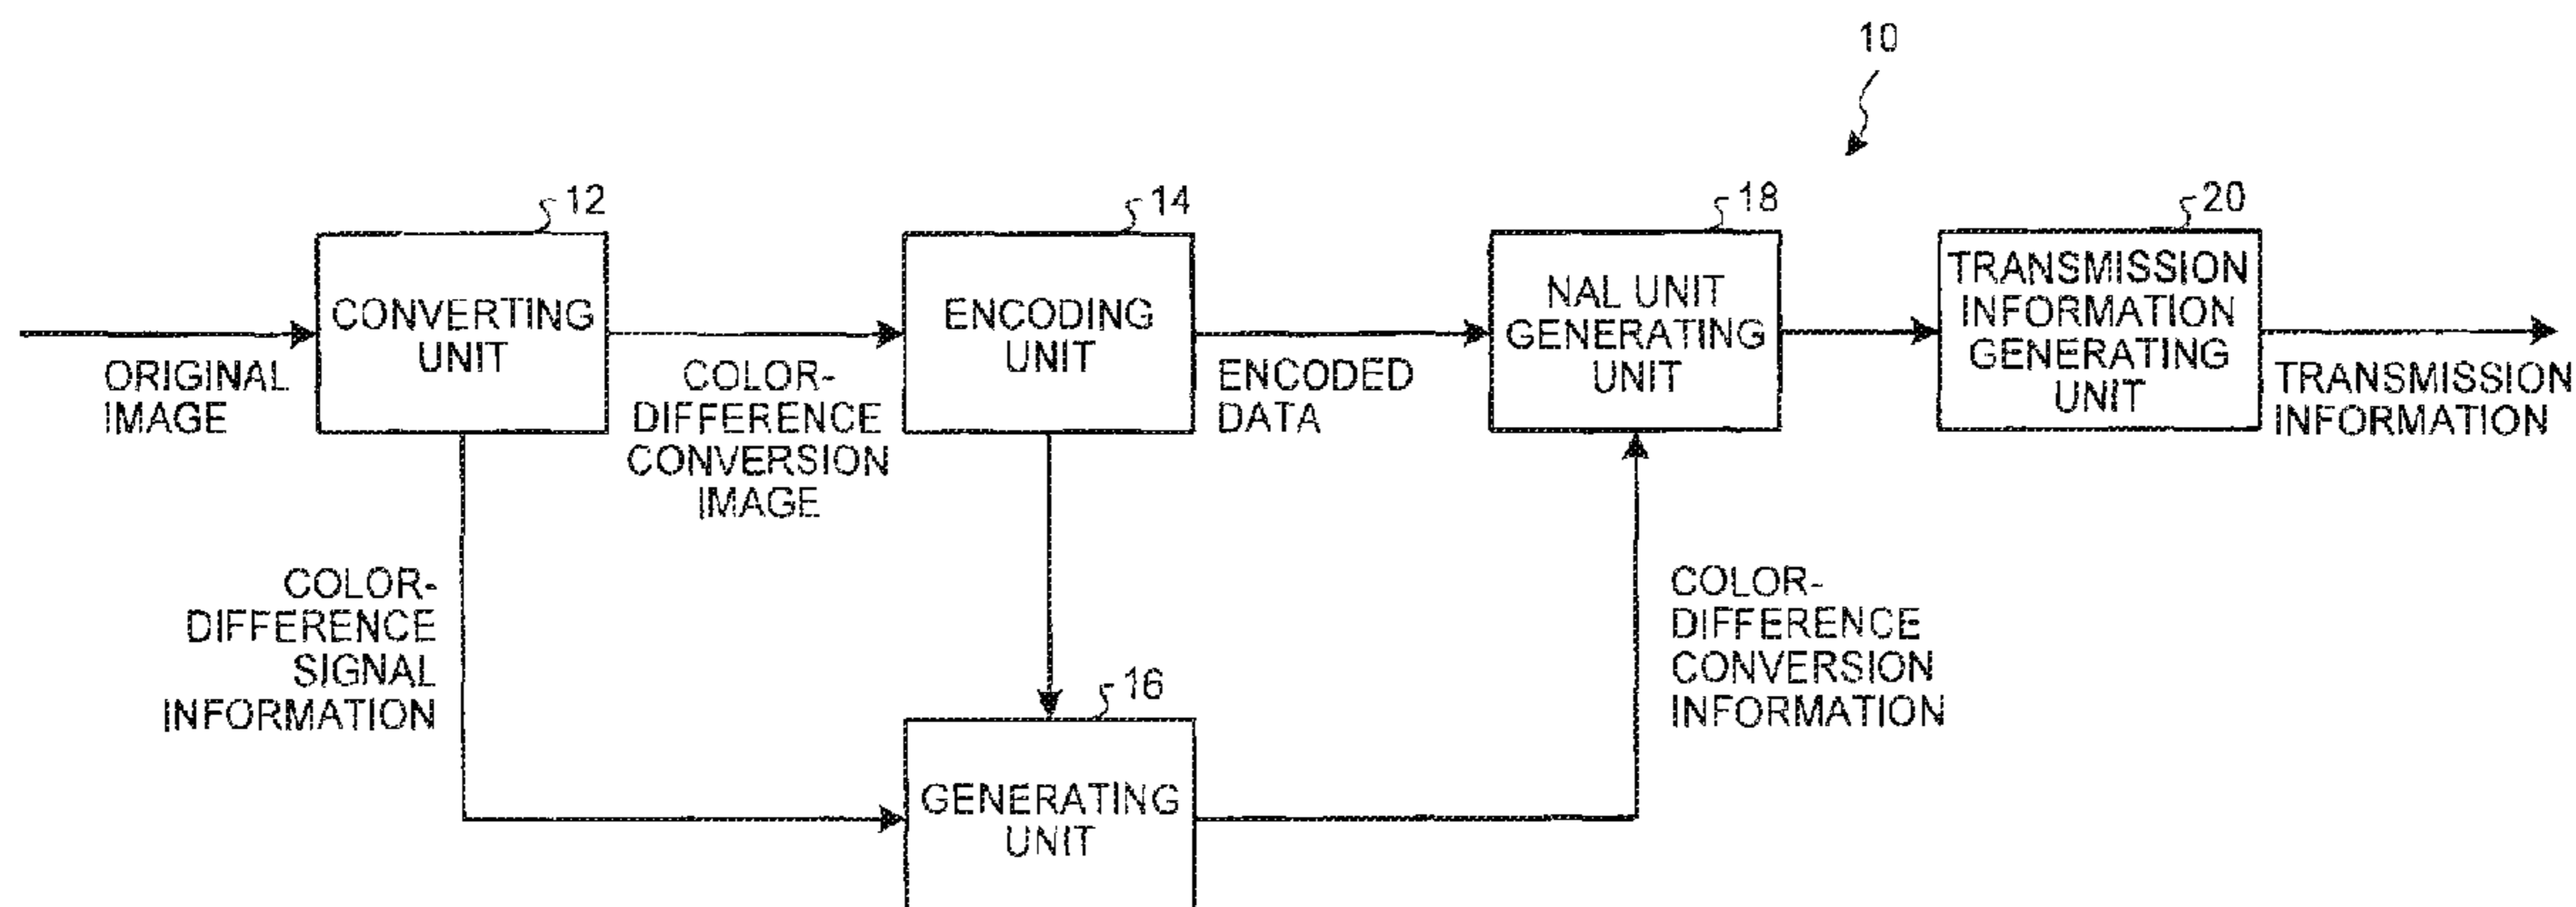 10
12
14
18
20
CONVERTING
UNIT
ENCODING
UNIT
NAL UNIT
GENERATING
UNIT
TRANSMISSION
INFORMATION
GENERATING
UNIT
ORIGINAL
IMAGE
COLOR-
DIFFERENCE
CONVERSION
IMAGE
ENCODED
DATA
TRANSMISSION
INFORMATION
COLOR-
DIFFERENCE
SIGNAL
INFORMATION
16
GENERATING
UNIT
COLOR-
DIFFERENCE
CONVERSION
INFORMATION